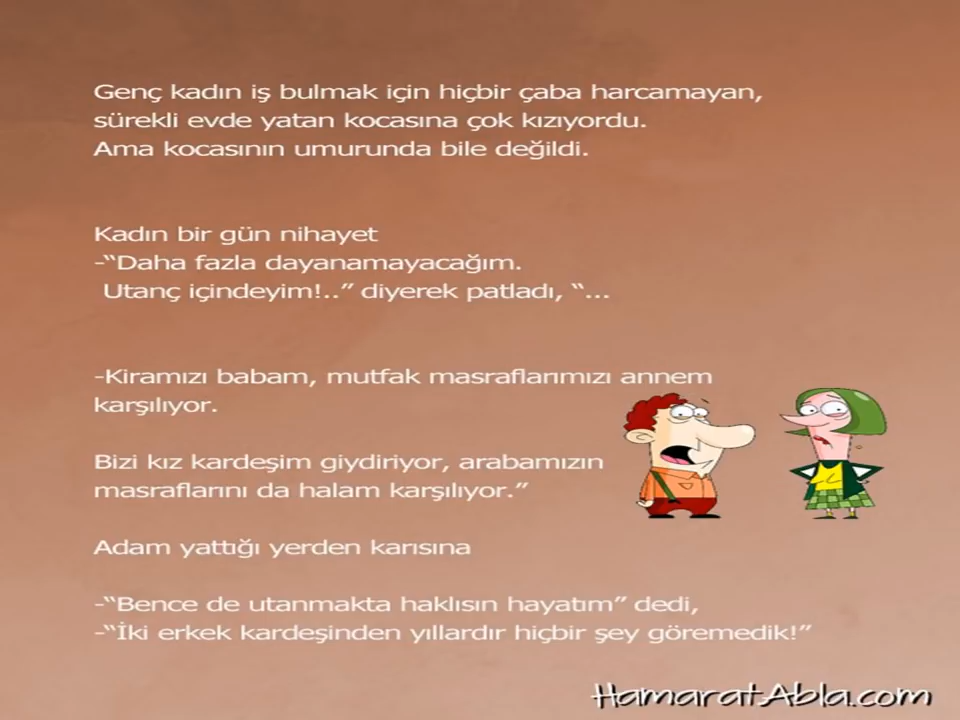 Genç kadın iş bulmak için hiçbir çaba harcamayan,
sürekli evde yatan kocasına çok kızıyordu.
Ama kocasının umurunda bile değildi.
Kadın bir gün nihayet
-“Daha fazla dayanamayacağım.
Utanç içindeyim!..” diyerek patladı, “...
-Kiramızı babam, mutfak masraflarımızı annem
karşılıyor.
Bizi kız kardeşim giydiriyor, arabamızın
masraflarını da halam karşılıyor.”
Adam yattığı yerden karısına
-“Bence de utanmakta haklısın hayatım” dedi,
-“İki erkek kardeşinden yıllardır hiçbir şey göremedik!”
HamaratAbla.com